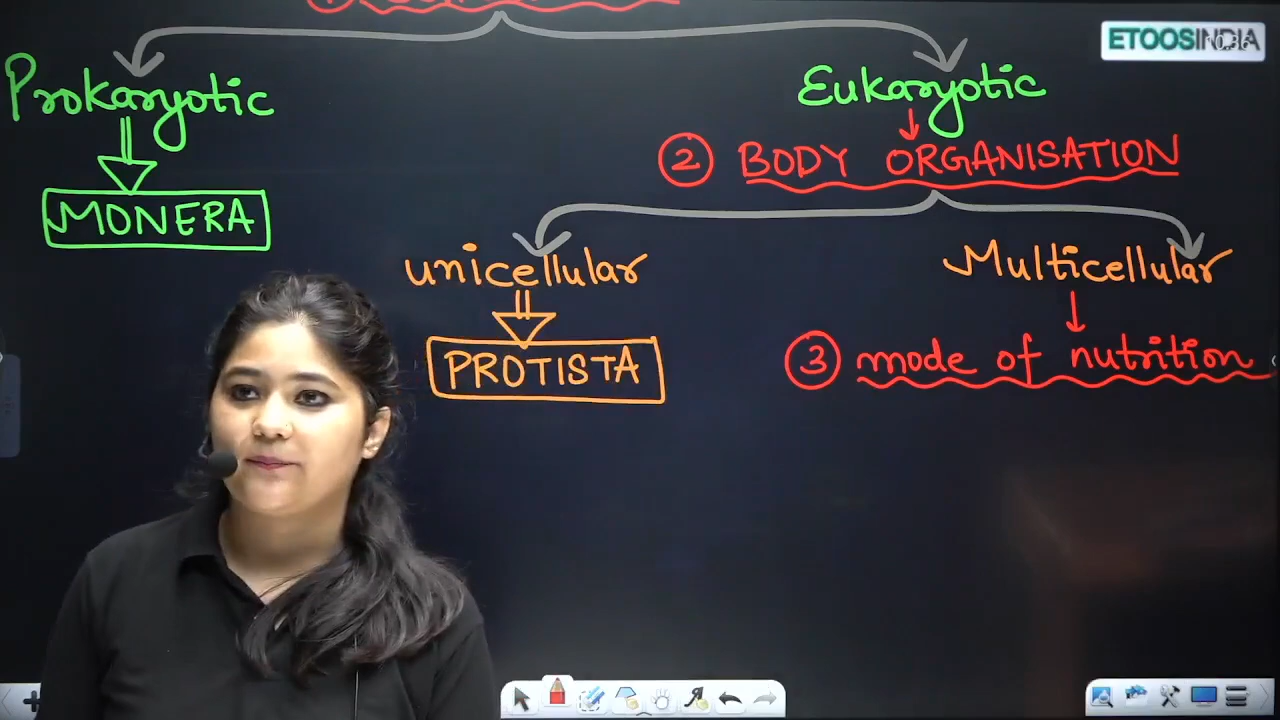 Prokaryotic
Eukaryotic
② BODY ORGANISATION
MONERA
unicellular
Multicellular
PROTISTA
③ mode of nutrition
ETOOSINDIA